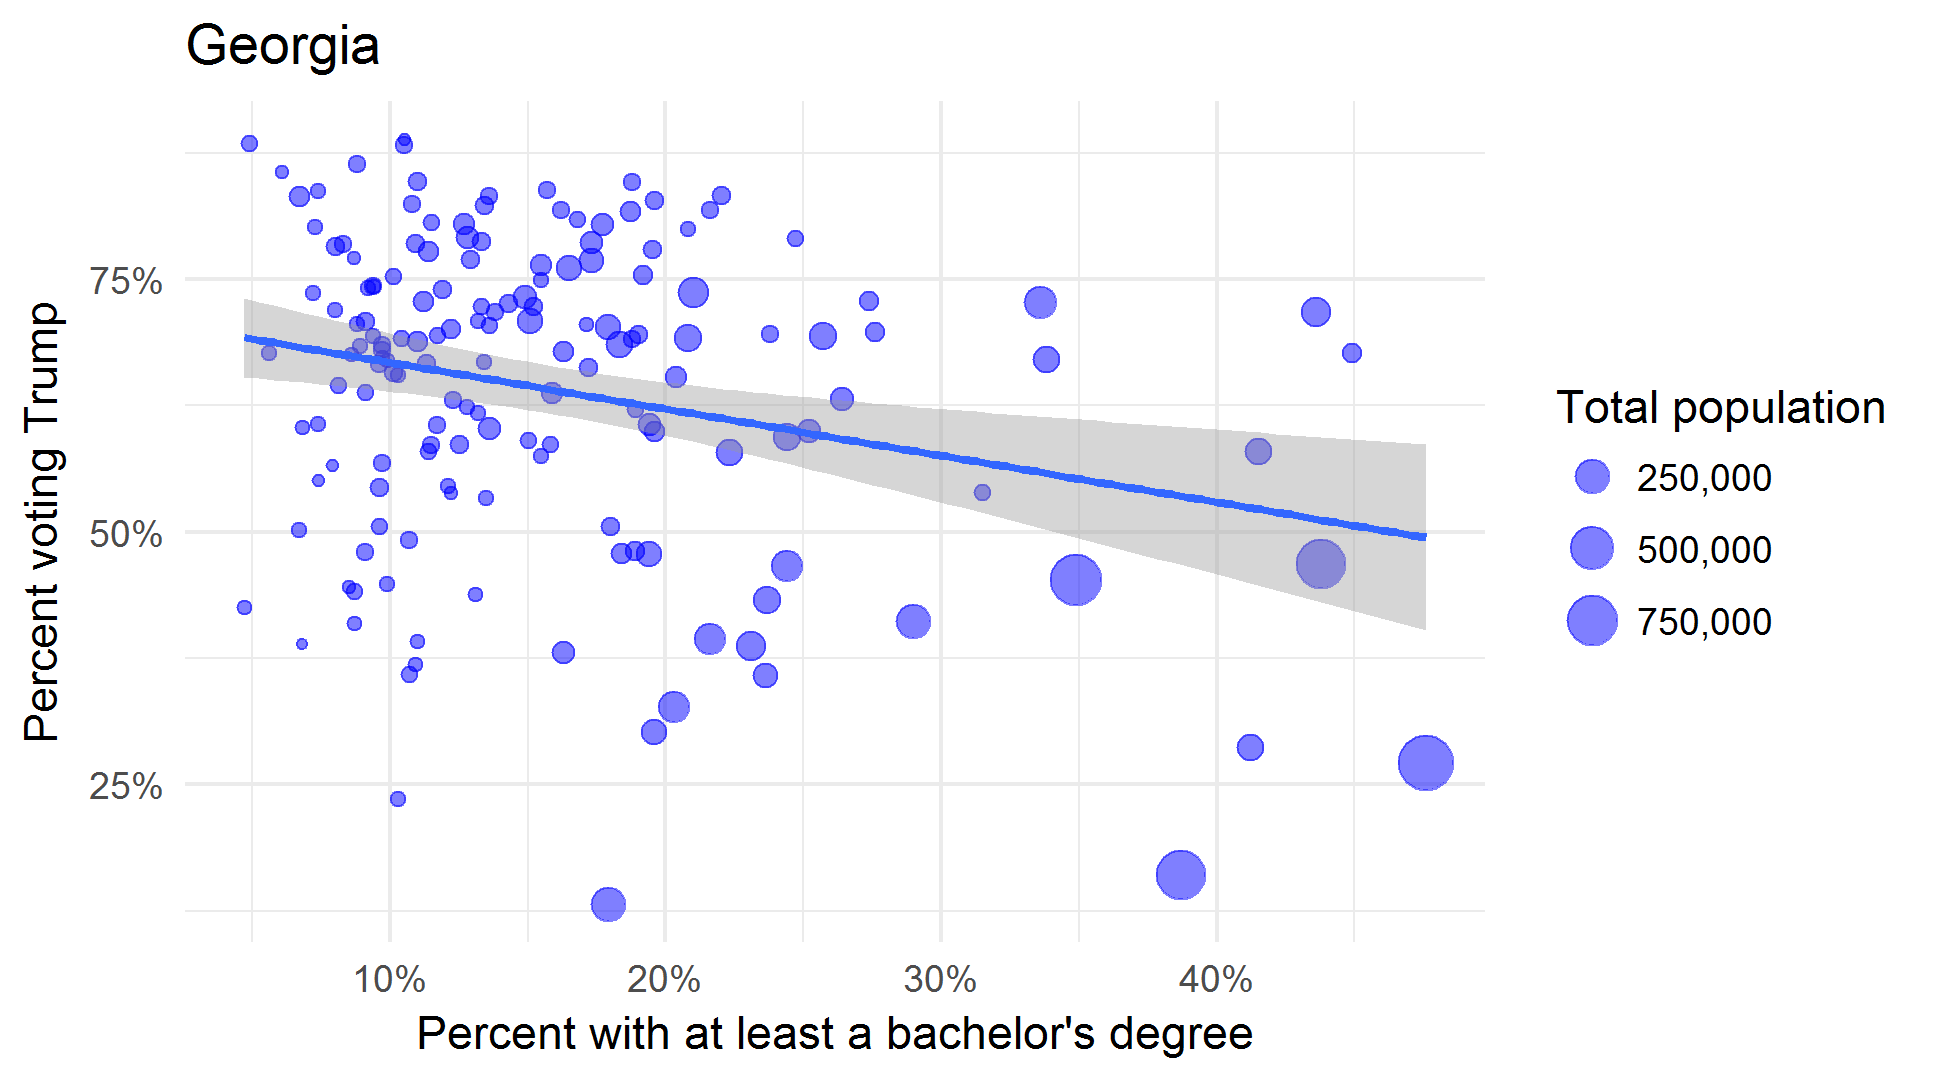 Georgia
Percent voting Trump
75%
50%
25%
10%
20%
30%
40%
Percent with at least a bachelor's degree
Total population
250,000
500,000
750,000